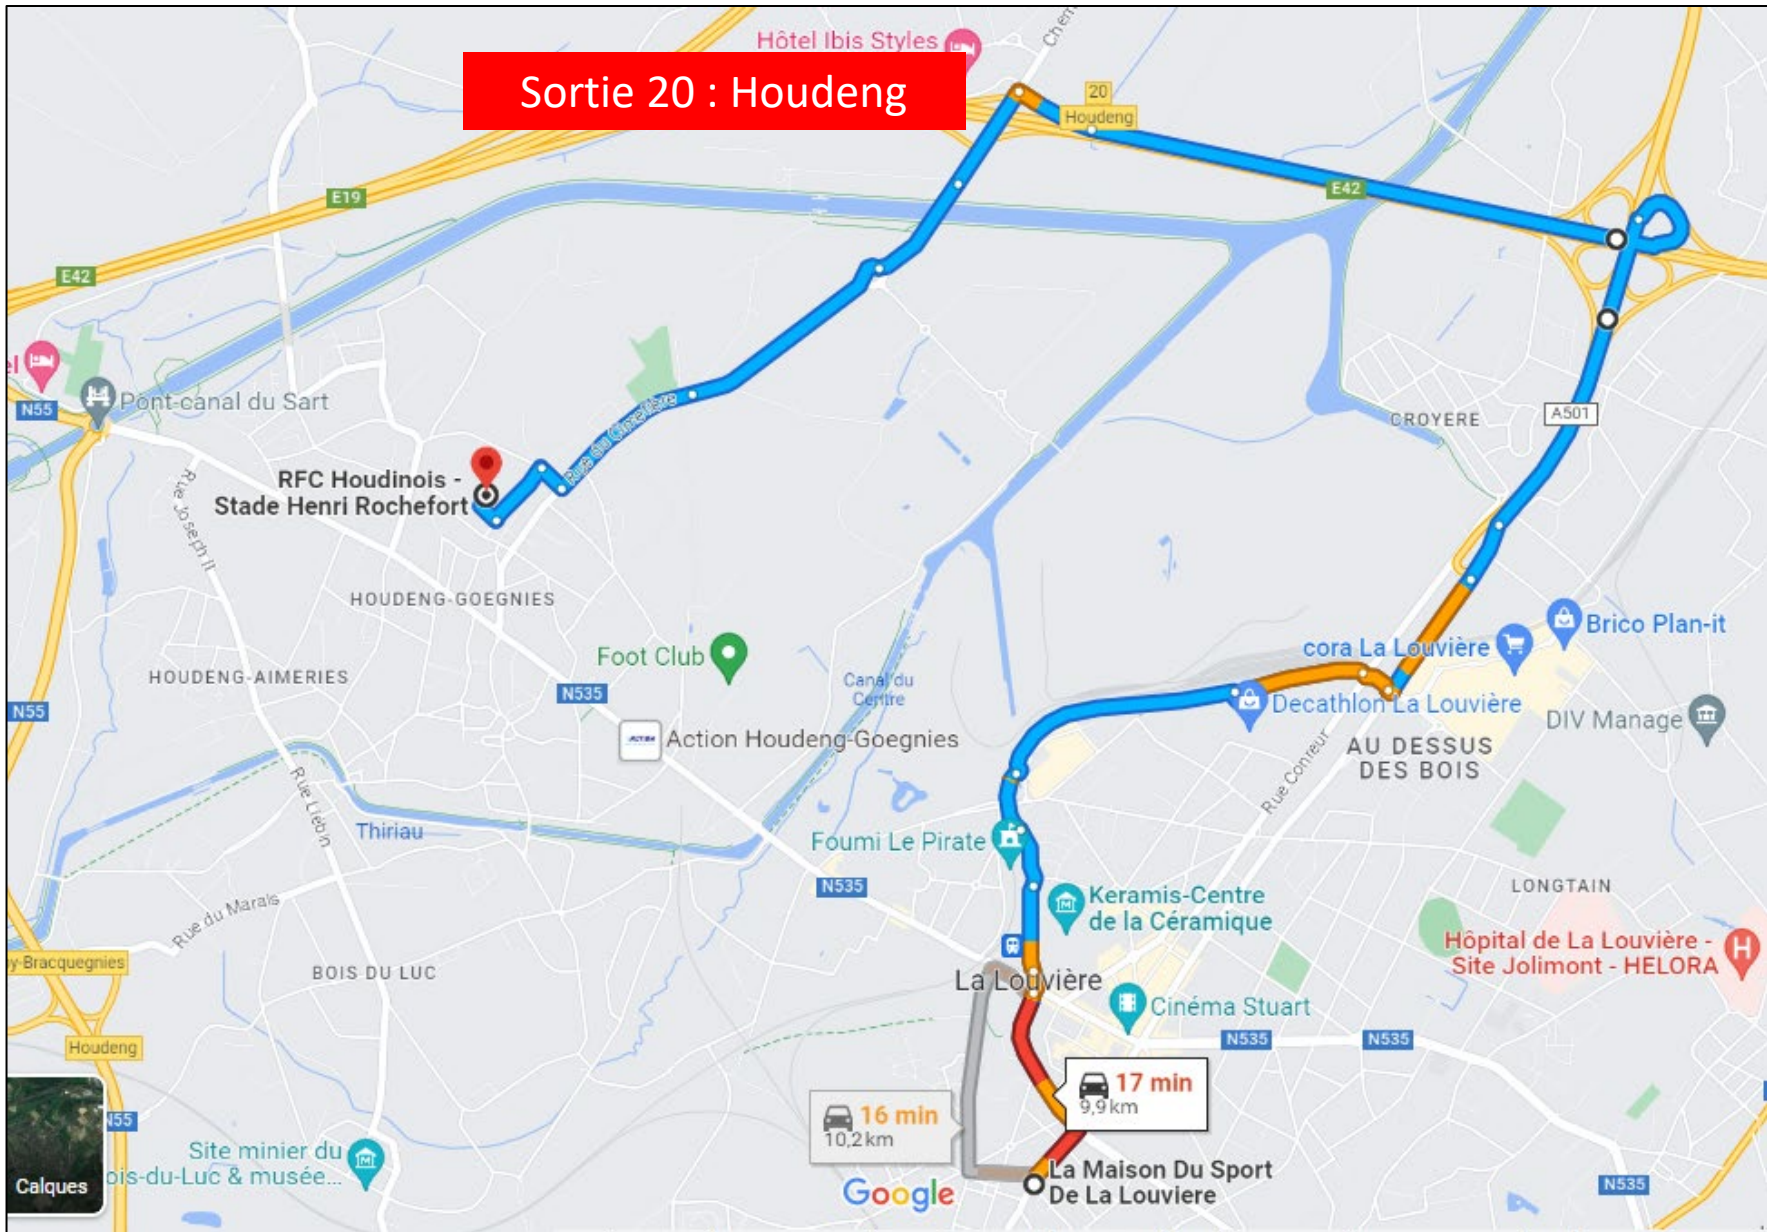 Hôtel Ibis Styles
Sortie 20 : Houdeng
20
Houdeng
E19
E42
E42
N55
Pont-canal du Sart
Rue du Cimetière
CROYERE
A501
RFC Houdinois -
Stade Henri Rochefort
Rue Joseph II
HOUDENG-GOEGNIES
Foot Club
cora La Louvière
Brico Plan-it
HOUDENG-AIMERIES
N535
Canal du
Centre
Decathlon La Louvière
DIV Manage
N55
Action Houdeng-Goegnies
AU DESSUS
DES BOIS
Rue Conreur
Rue Liébin
Thiriau
Foumi Le Pirate
N535
Keramis-Centre
de la Céramique
LONGTAIN
Rue du Marais
y-Bracquegnies
BOIS DU LUC
Hôpital de La Louvière -
Site Jolimont - HELORA
La Louvière
Cinéma Stuart
N535
N535
Houdeng
17 min
9,9 km
16 min
10,2 km
N55
Site minier du
ois-du-Luc & musée...
Calques
La Maison Du Sport
De La Louviere
Google
N535